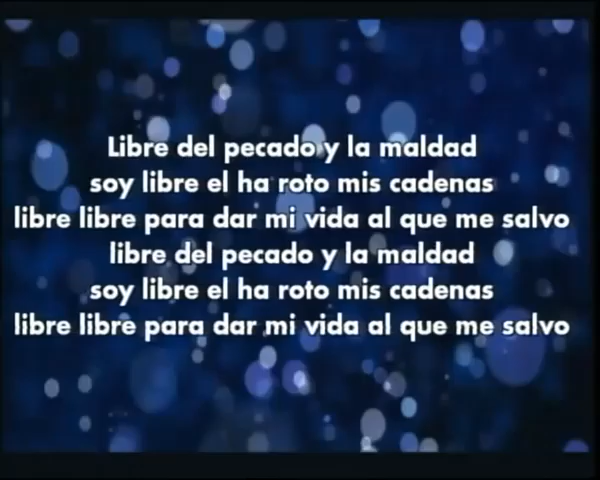 Libre del pecado y la maldad
soy libre el ha roto mis cadenas
libre libre para dar mi vida al que me salvo
libre del pecado y la maldad
soy libre el ha roto mis cadenas
libre libre para dar mi vida al que me salvo